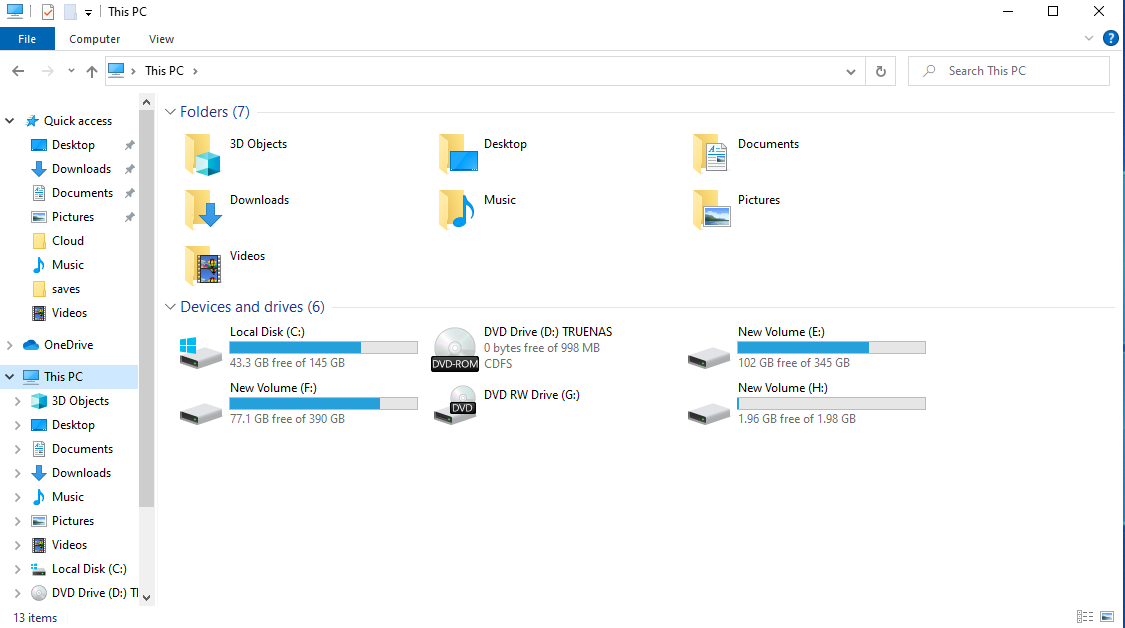 This PC
File
Computer
View
This PC
Search This PC
Quick access
Desktop
Downloads
Documents
Pictures
Cloud
Music
saves
Videos
OneDrive
This PC
3D Objects
Desktop
Documents
Downloads
Music
Pictures
Videos
Local Disk (C:)
DVD Drive (D:) T
Folders (7)
3D Objects
Desktop
Documents
Downloads
Music
Pictures
Videos
Devices and drives (6)
Local Disk (C:)
43.3 GB free of 145 GB
DVD-ROM
DVD Drive (D:) TRUENAS
0 bytes free of 998 MB
CDFS
New Volume (E:)
102 GB free of 345 GB
New Volume (F:)
77.1 GB free of 390 GB
DVD
DVD RW Drive (G:)
New Volume (H:)
1.96 GB free of 1.98 GB
13 items